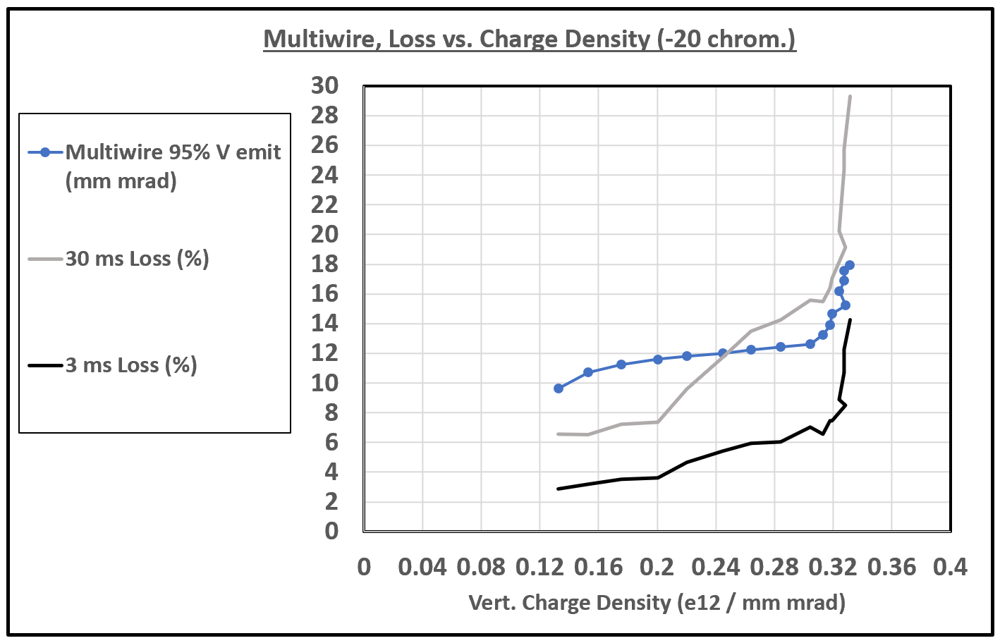 Multiwire, Loss vs. Charge Density (-20 chrom.)
Multiwire 95% V emit
(mm mrad)
30 ms Loss (%)
3 ms Loss (%)
30
28
26
24
22
20
18
16
14
12
10
8
6
4
2
0
0 0.04 0.08 0.12 0.16 0.2 0.24 0.28 0.32 0.36 0.4
Vert. Charge Density (e12 / mm mrad)